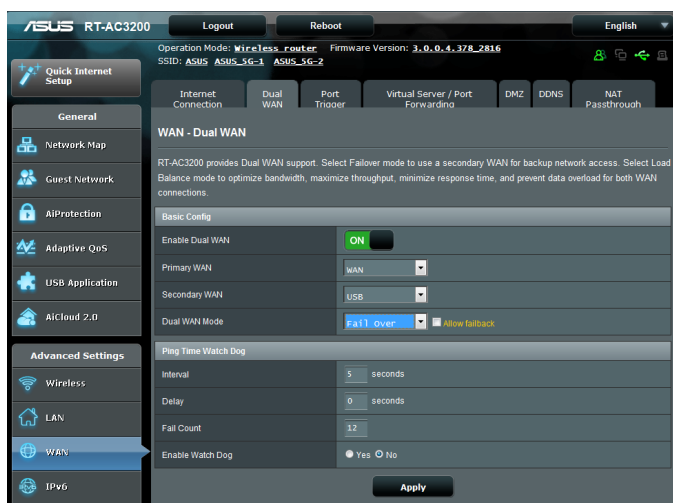 ASUS RT-AC3200
Logout
Reboot
English
Operation Mode: Wireless router Firmware Version: 3.0.0.4.378_2816
SSID: ASUS ASUS_5G-1 ASUS_5G-2
Quick Internet
Setup
General
Network Map
Guest Network
AiProtection
Adaptive QoS
USB Application
AiCloud 2.0
Advanced Settings
Wireless
LAN
WAN
IPv6
Internet
Connection
Dual
WAN
Port
Trigger
Virtual Server / Port
Forwarding
DMZ
DDNS
NAT
Passthrough
WAN - Dual WAN
RT-AC3200 provides Dual WAN support. Select Failover mode to use a secondary WAN for backup network access. Select Load
Balance mode to optimize bandwidth, maximize throughput, minimize response time, and prevent data overload for both WAN
connections.
Basic Config
Enable Dual WAN ON
Primary WAN WAN
Secondary WAN USB
Dual WAN Mode Fail Over Allow failback
Ping Time Watch Dog
Interval 5 seconds
Delay 0 seconds
Fail Count 12
Enable Watch Dog Yes No
Apply